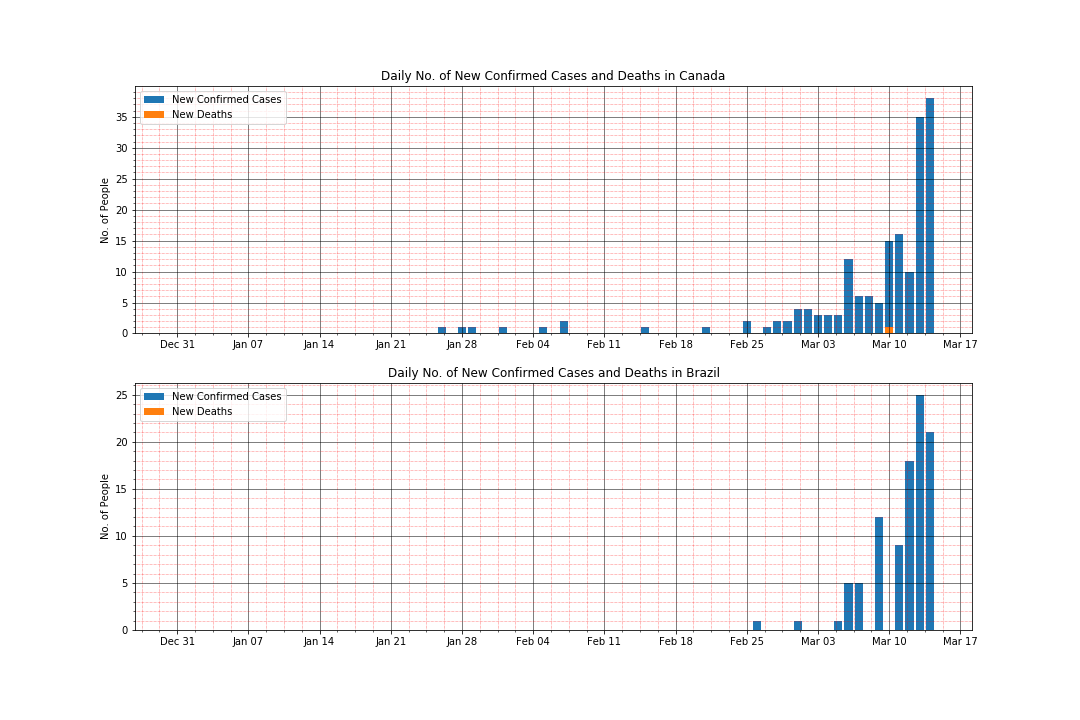 Daily No. of New Confirmed Cases and Deaths in Canada
New Confirmed Cases
New Deaths
No. of People
35
30
25
20
15
10
5
0
Dec 31 Jan 07 Jan 14 Jan 21 Jan 28 Feb 04 Feb 11 Feb 18 Feb 25 Mar 03 Mar 10 Mar 17
Daily No. of New Confirmed Cases and Deaths in Brazil
New Confirmed Cases
New Deaths
No. of People
25
20
15
10
5
0
Dec 31 Jan 07 Jan 14 Jan 21 Jan 28 Feb 04 Feb 11 Feb 18 Feb 25 Mar 03 Mar 10 Mar 17